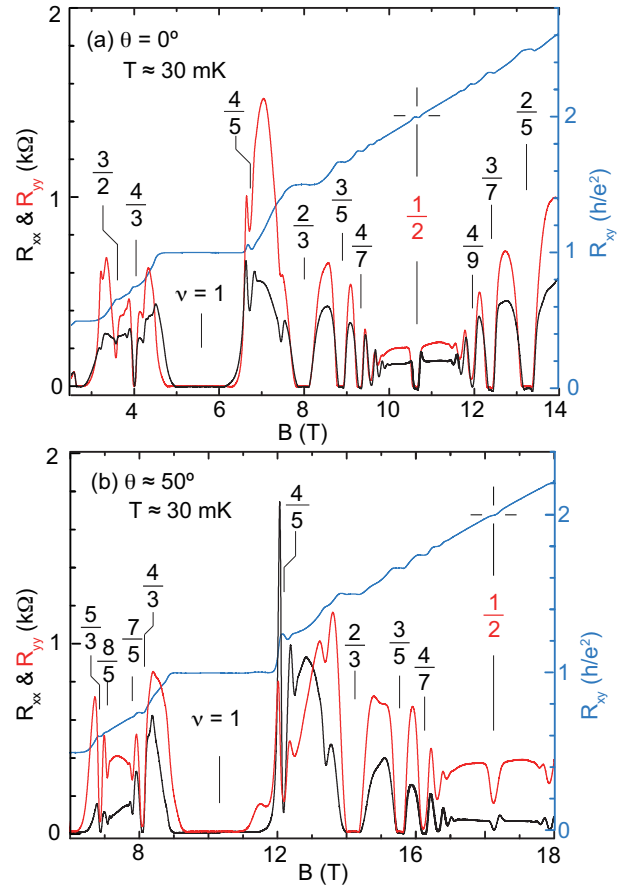 (a) θ = 0º
T ≈ 30 mK
R_xx & R_yy (kΩ)
2
1
0
R_xy (h/e²)
2
1
0
3/2
4/3
ν = 1
4/5
2/3
3/5
4/7
1/2
4/9
3/7
2/5
4 6 8 10 12 14
B (T)
(b) θ ≈ 50º
T ≈ 30 mK
R_xx & R_yy (kΩ)
2
1
0
R_xy (h/e²)
2
1
0
5/3
8/5
7/5
4/3
ν = 1
4/5
2/3
3/5
4/7
1/2
8 10 12 14 16 18
B (T)